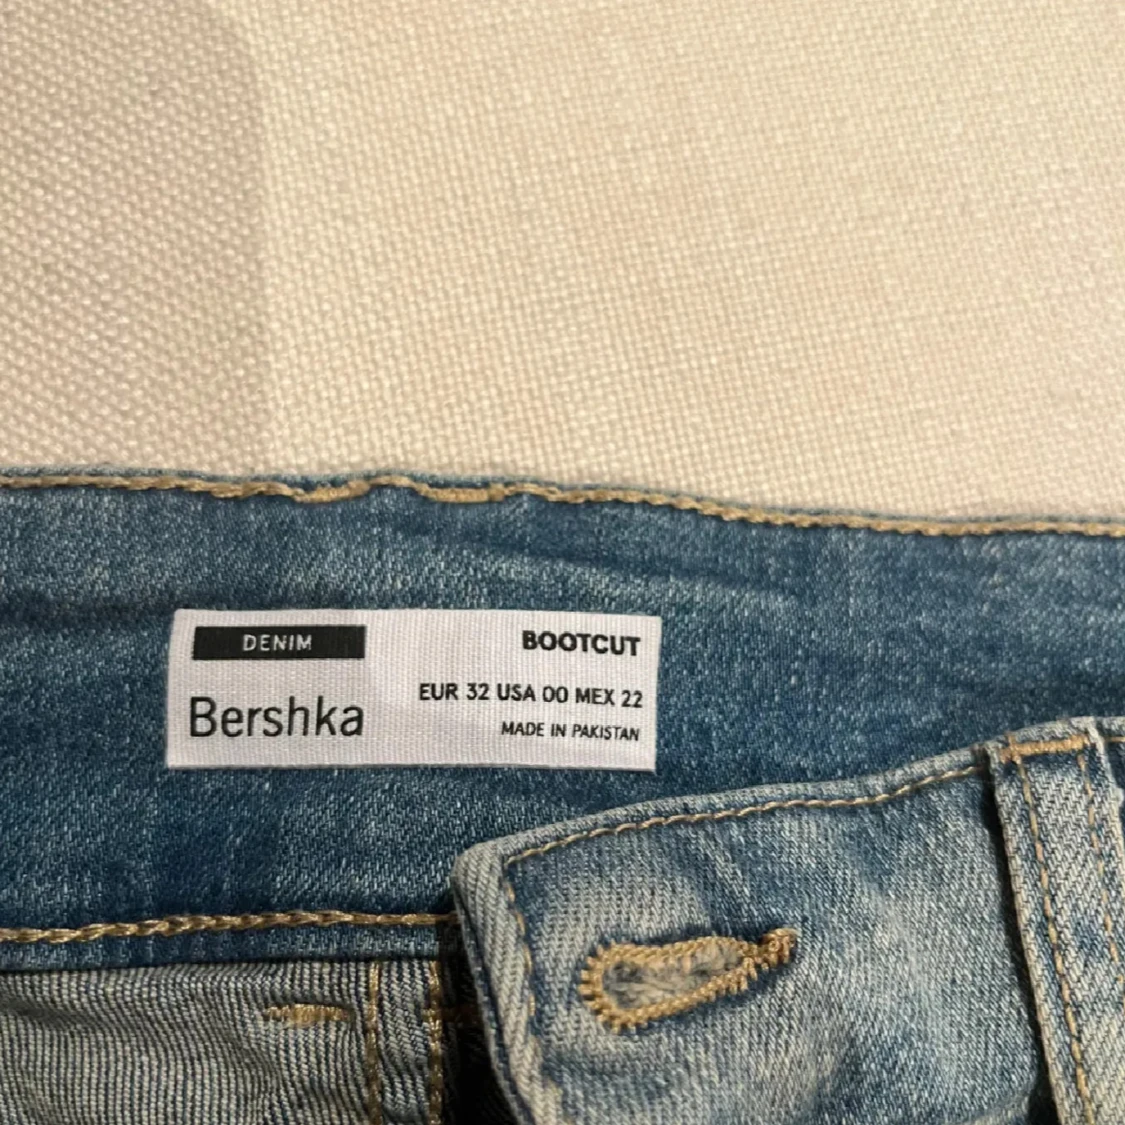 DENIM
Bershka
BOOTCUT
EUR 32 USA 00 MEX 22
MADE IN PAKISTAN